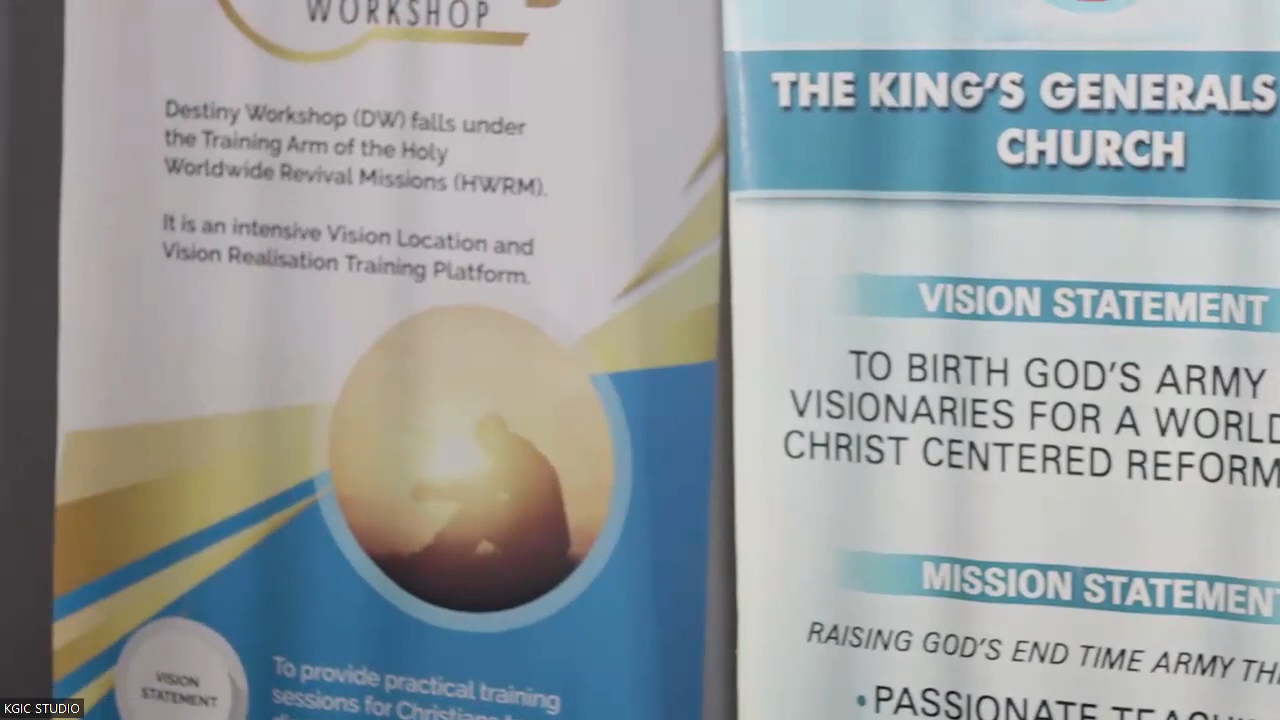 WORKSHOP
Destiny Workshop (DW) falls under
the Training Arm of the Holy
Worldwide Revival Missions (HWRM).
It is an intensive Vision Location and
Vision Realisation Training Platform.
VISION
STATEMENT
To provide practical training
sessions for Christians
THE KING'S GENERALS
CHURCH
VISION STATEMENT
TO BIRTH GOD'S ARMY
VISIONARIES FOR A WORLD
CHRIST CENTERED REFORM
MISSION STATEMENT
RAISING GOD'S END TIME ARMY TH
• PASSIONATE
KGIC STUDIO